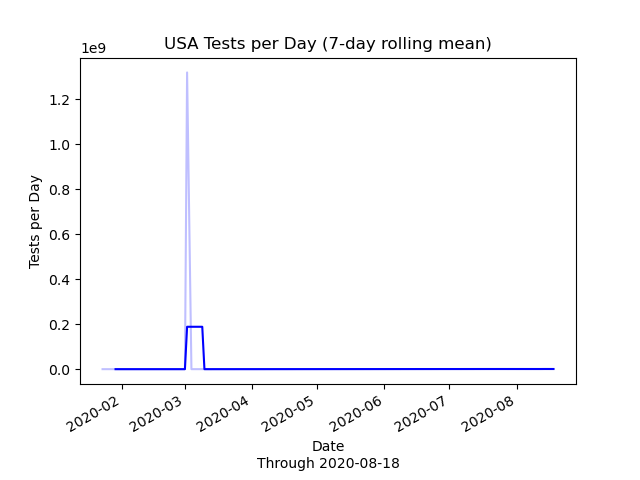 USA Tests per Day (7-day rolling mean)
1e9
1.2
1.0
0.8
0.6
0.4
0.2
0.0
Tests per Day
2020-02
2020-03
2020-04
2020-05
2020-06
2020-07
2020-08
Date
Through 2020-08-18